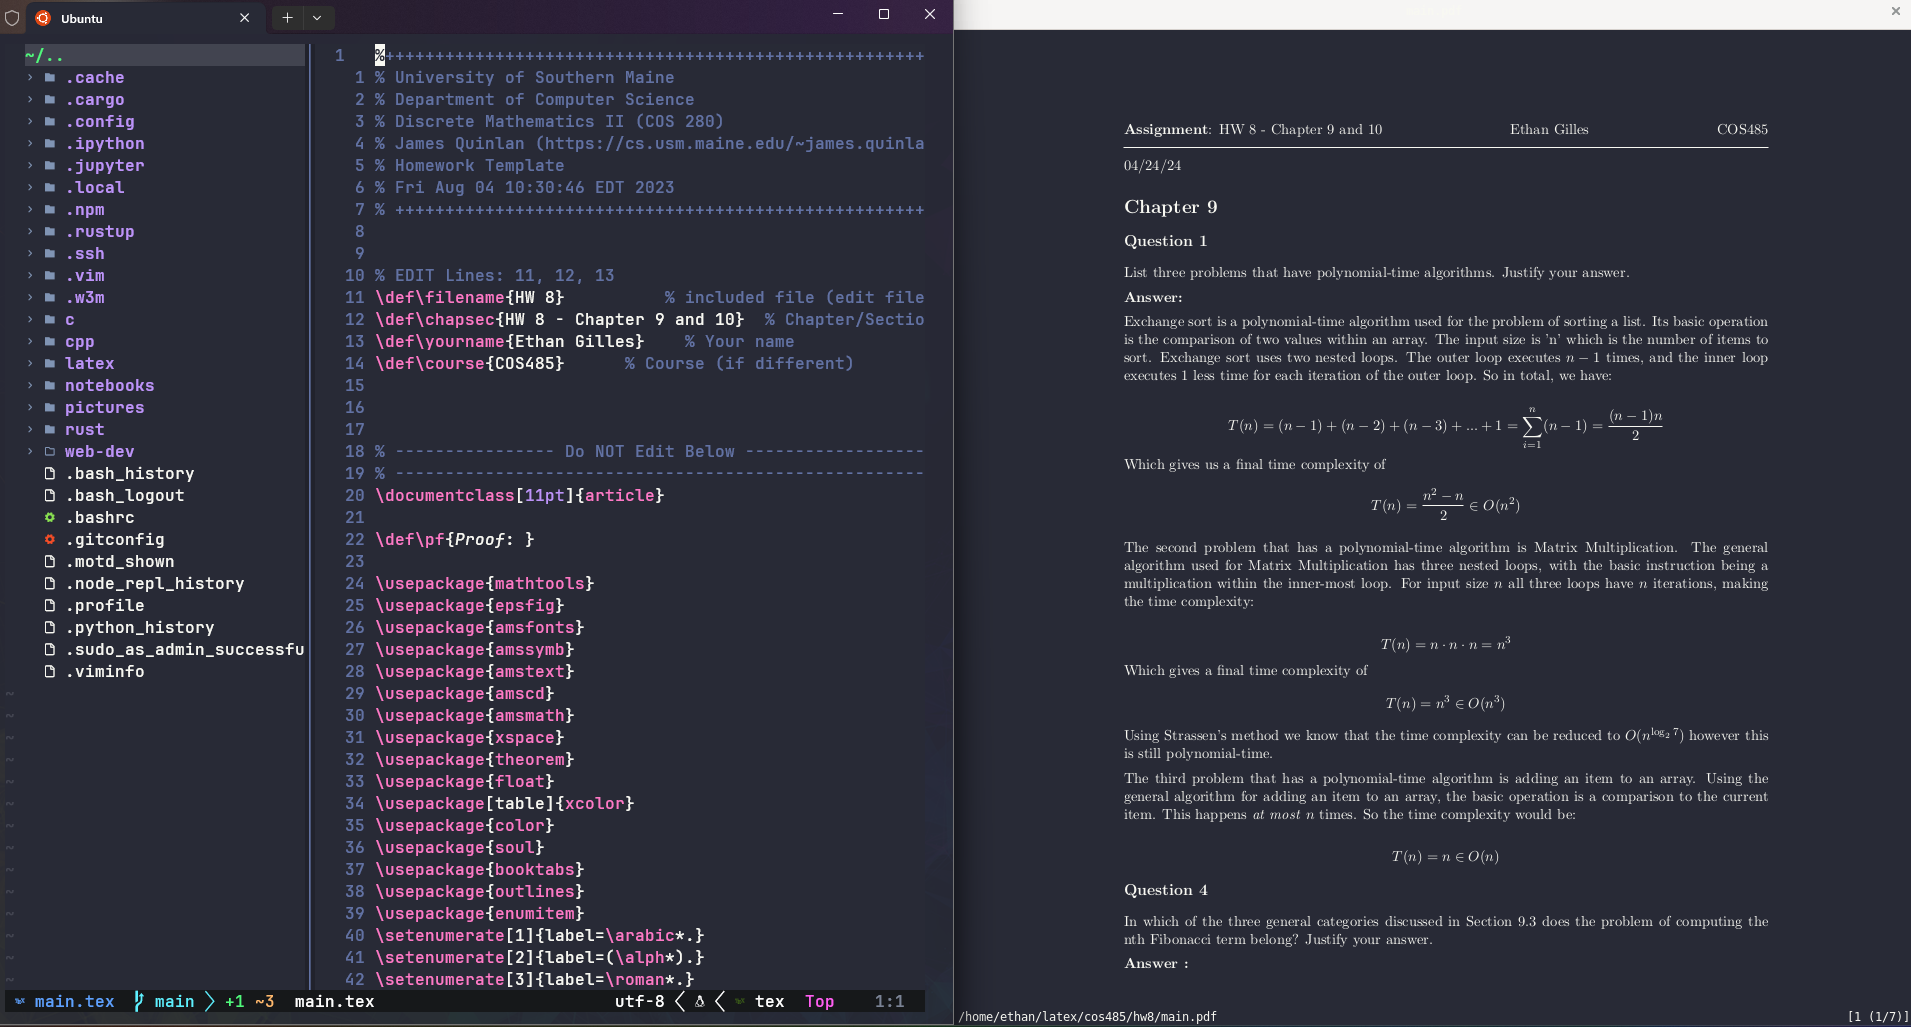 Ubuntu
~/..
.cache
.cargo
.config
.ipython
.jupyter
.local
.npm
.rustup
.ssh
.vim
.w3m
c
cpp
latex
notebooks
pictures
rust
web-dev
.bash_history
.bash_logout
.bashrc
.gitconfig
.motd_shown
.node_repl_history
.profile
.python_history
.sudo_as_admin_successfu
.viminfo
1 %++++++++++++++++++++++++++++++++++++++++++++++++++++++
1 % University of Southern Maine
2 % Department of Computer Science
3 % Discrete Mathematics II (COS 280)
4 % James Quinlan (https://cs.usm.maine.edu/~james.quinla
5 % Homework Template
6 % Fri Aug 04 10:30:46 EDT 2023
7 % +++++++++++++++++++++++++++++++++++++++++++++++++++++
8
9
10 % EDIT Lines: 11, 12, 13
11 \def\filename{HW 8}          % included file (edit file
12 \def\chapsec{HW 8 - Chapter 9 and 10}  % Chapter/Sectio
13 \def\yourname{Ethan Gilles}    % Your name
14 \def\course{COS485}      % Course (if different)
15
16
17
18 % ---------------- Do NOT Edit Below ------------------
19 % -----------------------------------------------------
20 \documentclass[11pt]{article}
21
22 \def\pf{Proof: }
23
24 \usepackage{mathtools}
25 \usepackage{epsfig}
26 \usepackage{amsfonts}
27 \usepackage{amssymb}
28 \usepackage{amstext}
29 \usepackage{amscd}
30 \usepackage{amsmath}
31 \usepackage{xspace}
32 \usepackage{theorem}
33 \usepackage{float}
34 \usepackage[table]{xcolor}
35 \usepackage{color}
36 \usepackage{soul}
37 \usepackage{booktabs}
38 \usepackage{outlines}
39 \usepackage{enumitem}
40 \setenumerate[1]{label=\arabic*.}
41 \setenumerate[2]{label=(\alph*).}
42 \setenumerate[3]{label=\roman*.}
main.tex main +1 ~3 main.tex utf-8 tex Top 1:1
Assignment: HW 8 - Chapter 9 and 10 Ethan Gilles COS485
04/24/24
Chapter 9
Question 1
List three problems that have polynomial-time algorithms. Justify your answer.
Answer:
Exchange sort is a polynomial-time algorithm used for the problem of sorting a list. Its basic operation
is the comparison of two values within an array. The input size is 'n' which is the number of items to
sort. Exchange sort uses two nested loops. The outer loop executes n − 1 times, and the inner loop
executes 1 less time for each iteration of the outer loop. So in total, we have:
T(n) = (n − 1) + (n − 2) + (n − 3) + ... + 1 = ∑_{i=1}^{n} (n − 1) = (n − 1)n / 2
Which gives us a final time complexity of
T(n) = (n² − n) / 2 ∈ O(n²)
The second problem that has a polynomial-time algorithm is Matrix Multiplication. The general
algorithm used for Matrix Multiplication has three nested loops, with the basic instruction being a
multiplication within the inner-most loop. For input size n all three loops have n iterations, making
the time complexity:
T(n) = n · n · n = n³
Which gives a final time complexity of
T(n) = n³ ∈ O(n³)
Using Strassen's method we know that the time complexity can be reduced to O(n^{log₂ 7}) however this
is still polynomial-time.
The third problem that has a polynomial-time algorithm is adding an item to an array. Using the
general algorithm for adding an item to an array, the basic operation is a comparison to the current
item. This happens at most n times. So the time complexity would be:
T(n) = n ∈ O(n)
Question 4
In which of the three general categories discussed in Section 9.3 does the problem of computing the
nth Fibonacci term belong? Justify your answer.
Answer :
/home/ethan/latex/cos485/hw8/main.pdf [1 (1/7)]